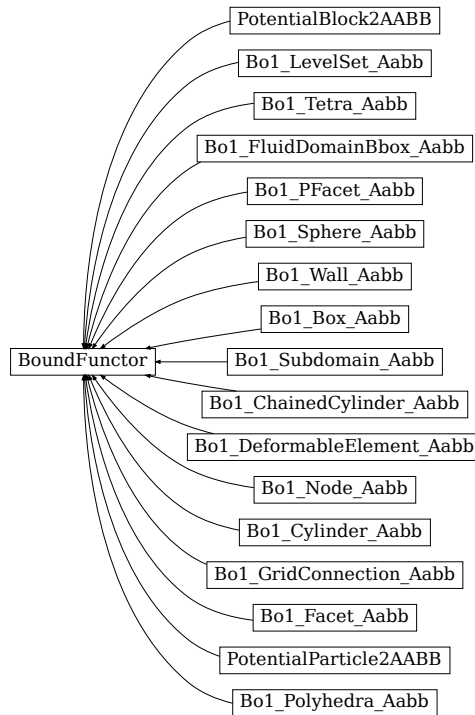 PotentialBlock2AABB
Bo1_LevelSet_Aabb
Bo1_Tetra_Aabb
Bo1_FluidDomainBbox_Aabb
Bo1_PFacet_Aabb
Bo1_Sphere_Aabb
Bo1_Wall_Aabb
Bo1_Box_Aabb
BoundFunctor
Bo1_Subdomain_Aabb
Bo1_ChainedCylinder_Aabb
Bo1_DeformableElement_Aabb
Bo1_Node_Aabb
Bo1_Cylinder_Aabb
Bo1_GridConnection_Aabb
Bo1_Facet_Aabb
PotentialParticle2AABB
Bo1_Polyhedra_Aabb